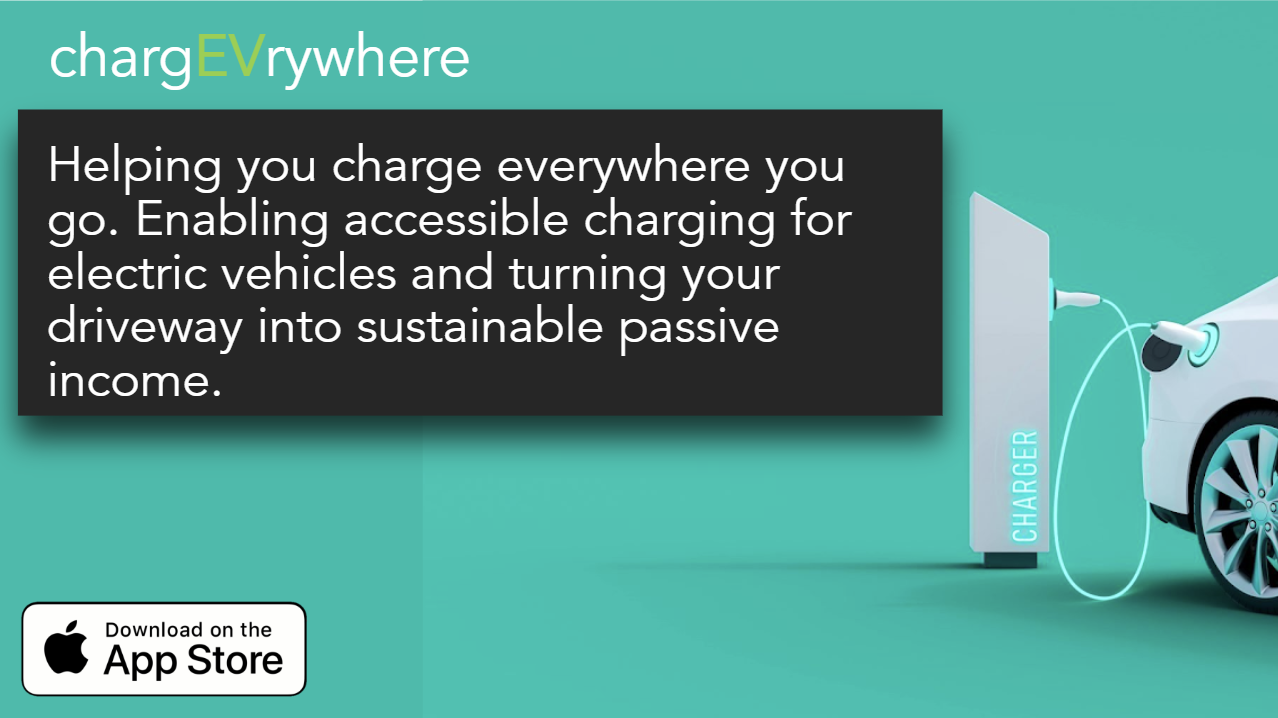 chargEVrywhere
Helping you charge everywhere you
go. Enabling accessible charging for
electric vehicles and turning your
driveway into sustainable passive
income.
CHARGER
Download on the
App Store